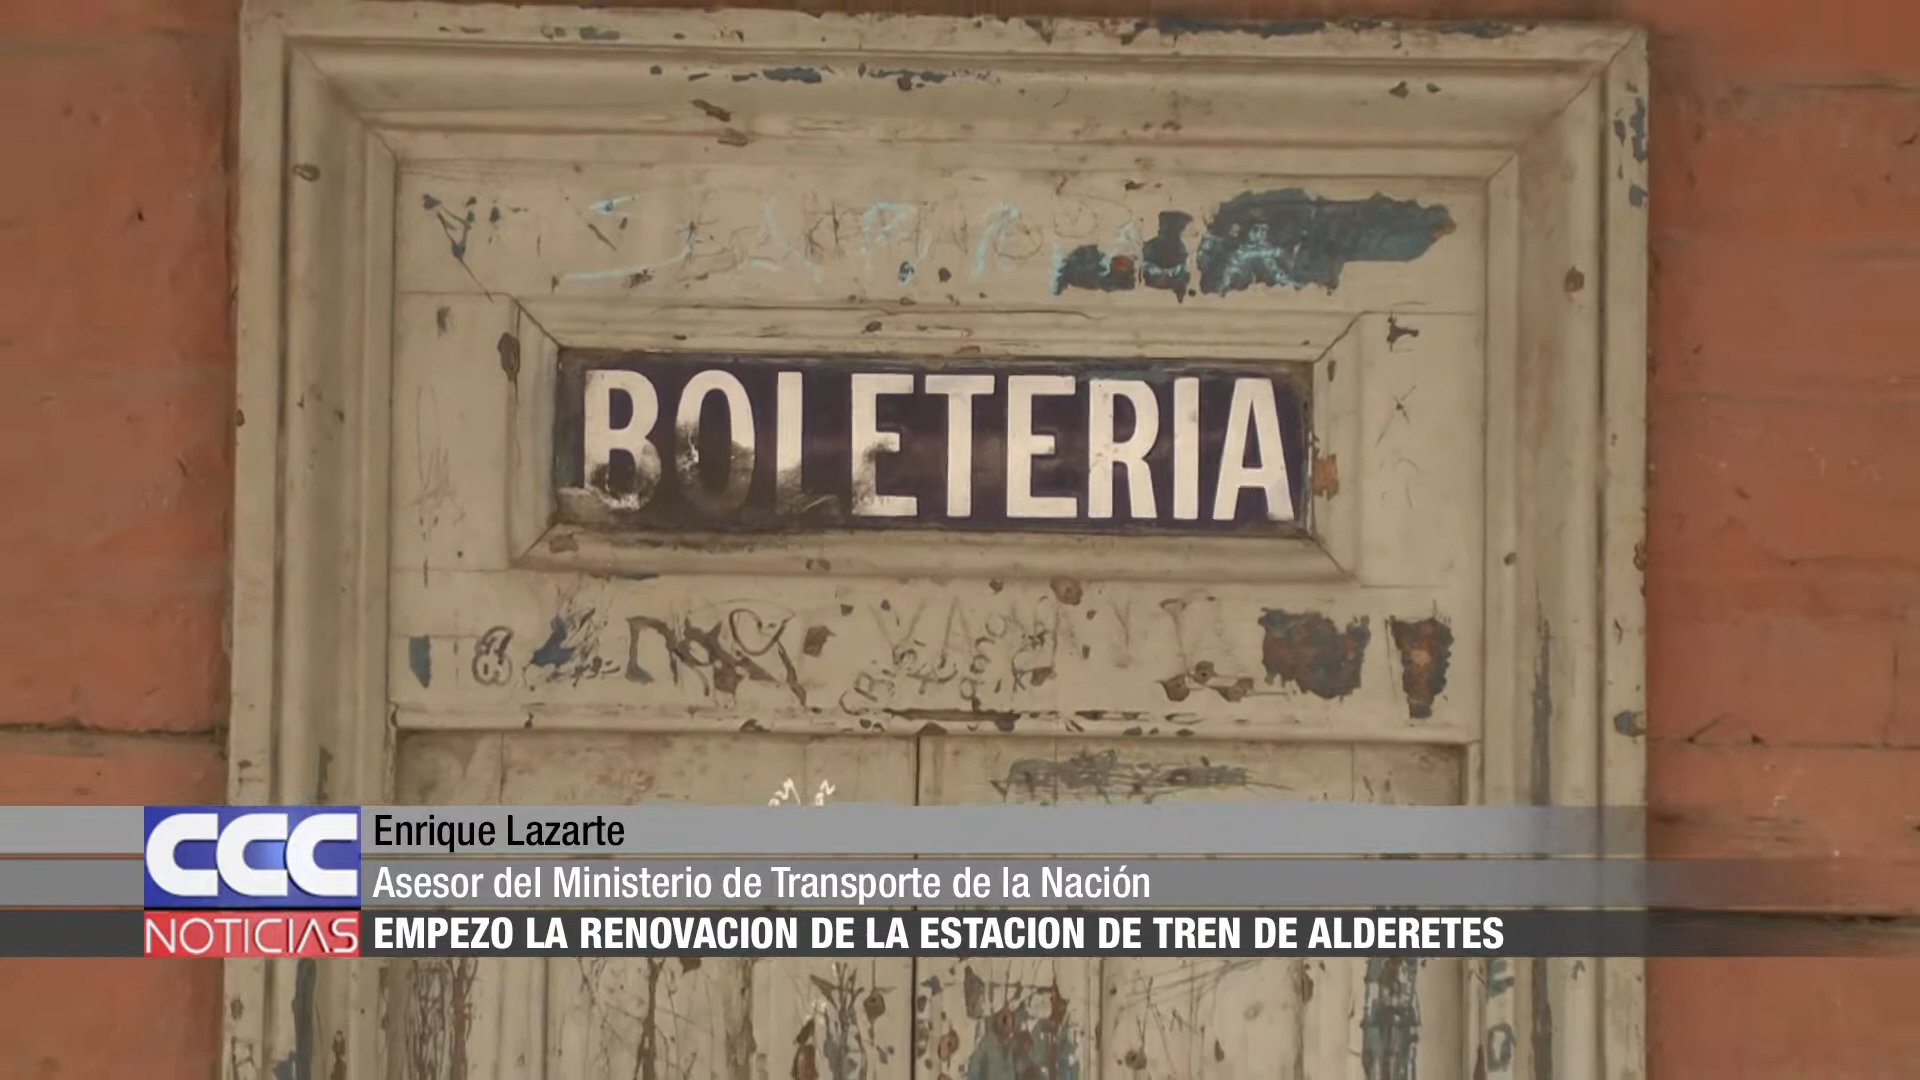 BOLETERIA
CCC
NOTICIAS
Enrique Lazarte
Asesor del Ministerio de Transporte de la Nación
EMPEZO LA RENOVACION DE LA ESTACION DE TREN DE ALDERETES